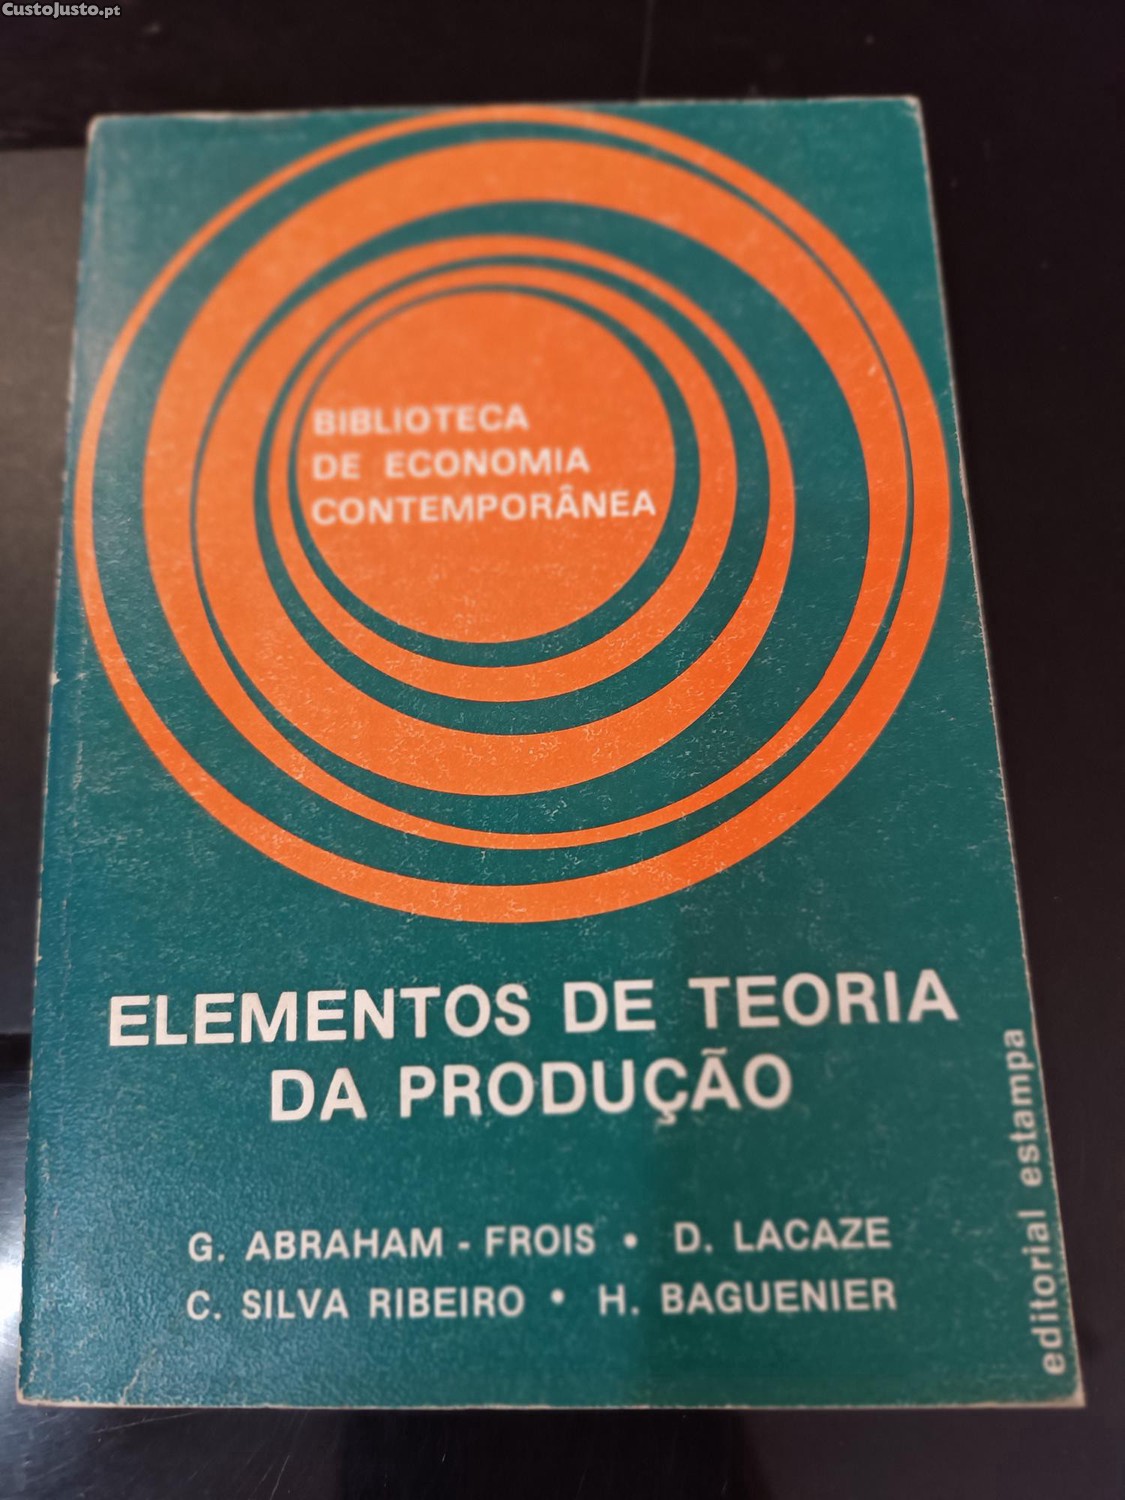 CustoJusto.pt
BIBLIOTECA
DE ECONOMIA
CONTEMPORÂNEA
ELEMENTOS DE TEORIA
DA PRODUÇÃO
G. ABRAHAM - FROIS • D. LACAZE
C. SILVA RIBEIRO • H. BAGUENIER
editorial estampa